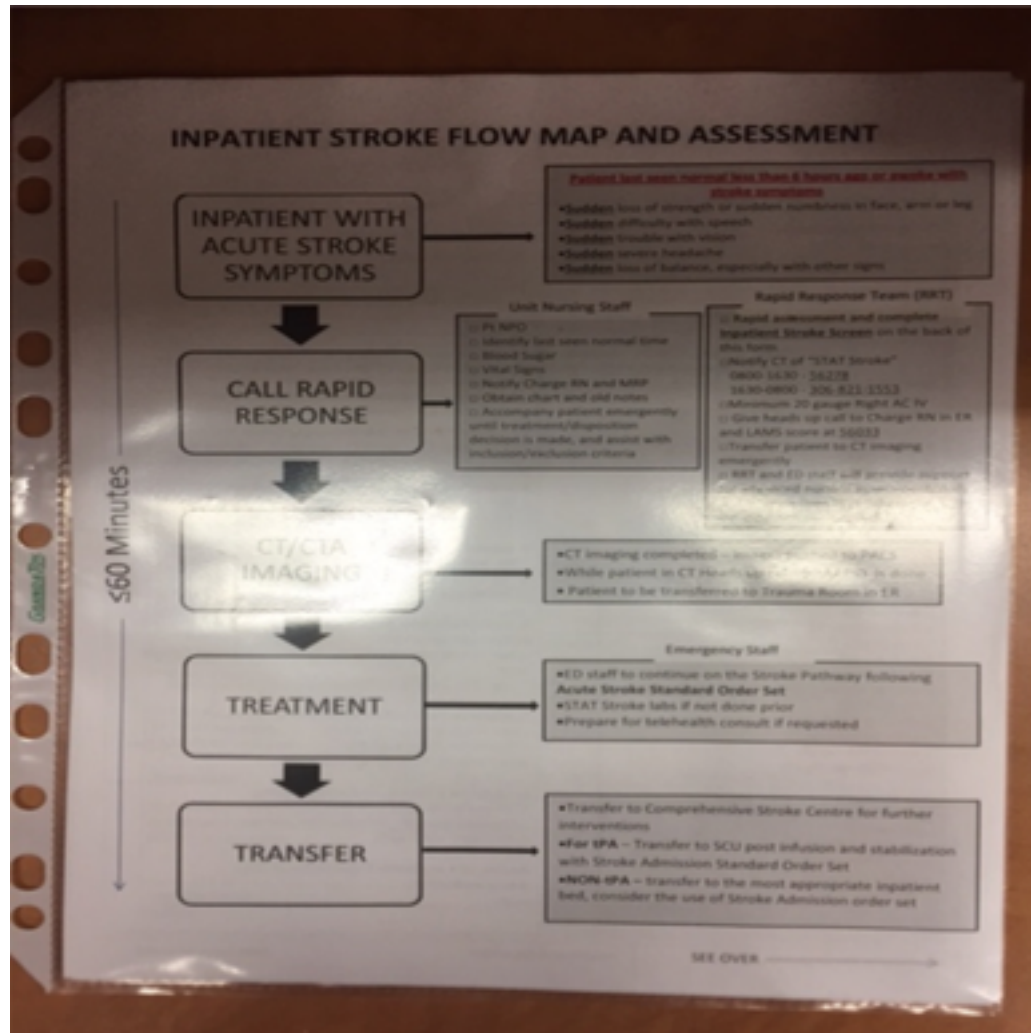 INPATIENT STROKE FLOW MAP AND ASSESSMENT
INPATIENT WITH
ACUTE STROKE
SYMPTOMS
Patient last seen normal less than 6 hours ago or awoke with
stroke symptoms
•Sudden loss of strength or sudden numbness in face, arm or leg
•Sudden difficulty with speech
•Sudden trouble with vision
•Sudden severe headache
•Sudden loss of balance, especially with other signs
CALL RAPID
RESPONSE
Unit Nursing Staff
□ Pt NPO
□ Identify last seen normal time
□ Blood Sugar
□ Vital Signs
□ Notify Charge RN and MRP
□ Obtain chart and old notes
□ Accompany patient emergently
until treatment/disposition
decision is made, and assist with
inclusion/exclusion criteria
Rapid Response Team (RRT)
□ Rapid assessment and complete
Inpatient Stroke Screen on the back of
this form
□Notify CT of "STAT Stroke"
0800-1630 - 56278
1630-0800 - 306-821-1553
□Minimum 20 gauge Right AC IV
□ Give heads up call to Charge RN in ER
and LAMS score at 56033
□Transfer patient to CT imaging
emergently
□ RRT and ED staff will provide support
CT/CTA
IMAGING
•CT imaging completed – to PACS
•While patient in CT Heads up is done
• Patient to be transferred to Trauma Room in ER
TREATMENT
Emergency Staff
•ED staff to continue on the Stroke Pathway following
Acute Stroke Standard Order Set
•STAT Stroke labs if not done prior
•Prepare for telehealth consult if requested
TRANSFER
•Transfer to Comprehensive Stroke Centre for further
interventions
•For tPA – Transfer to SCU post infusion and stabilization
with Stroke Admission Standard Order Set
•NON-tPA – transfer to the most appropriate inpatient
bed, consider the use of Stroke Admission order set
≤60 Minutes
SEE OVER